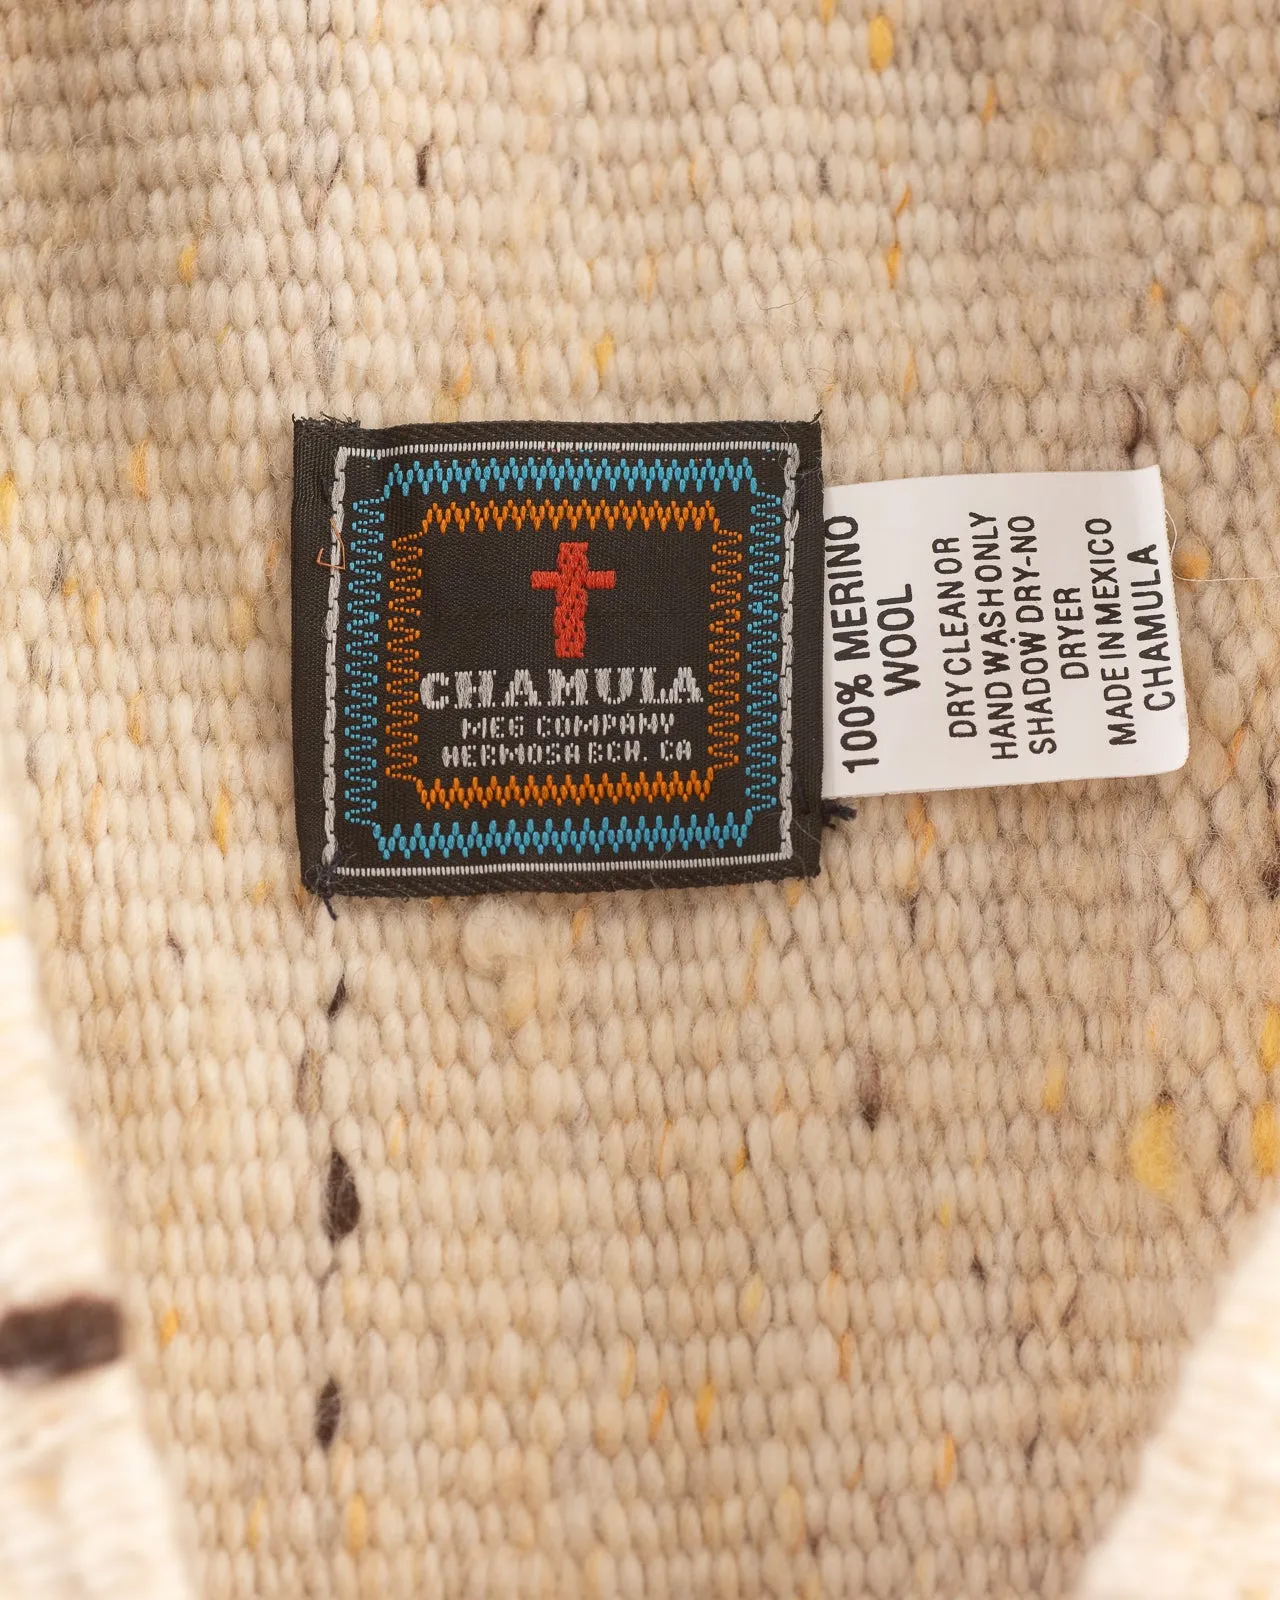 CHAMULA
MFG COMPANY
HERMOSA BCH. CA
100% MERINO
WOOL
DRY CLEAN OR
HAND WASH ONLY
SHADOW DRY-NO
DRYER
MADE IN MEXICO
CHAMULA